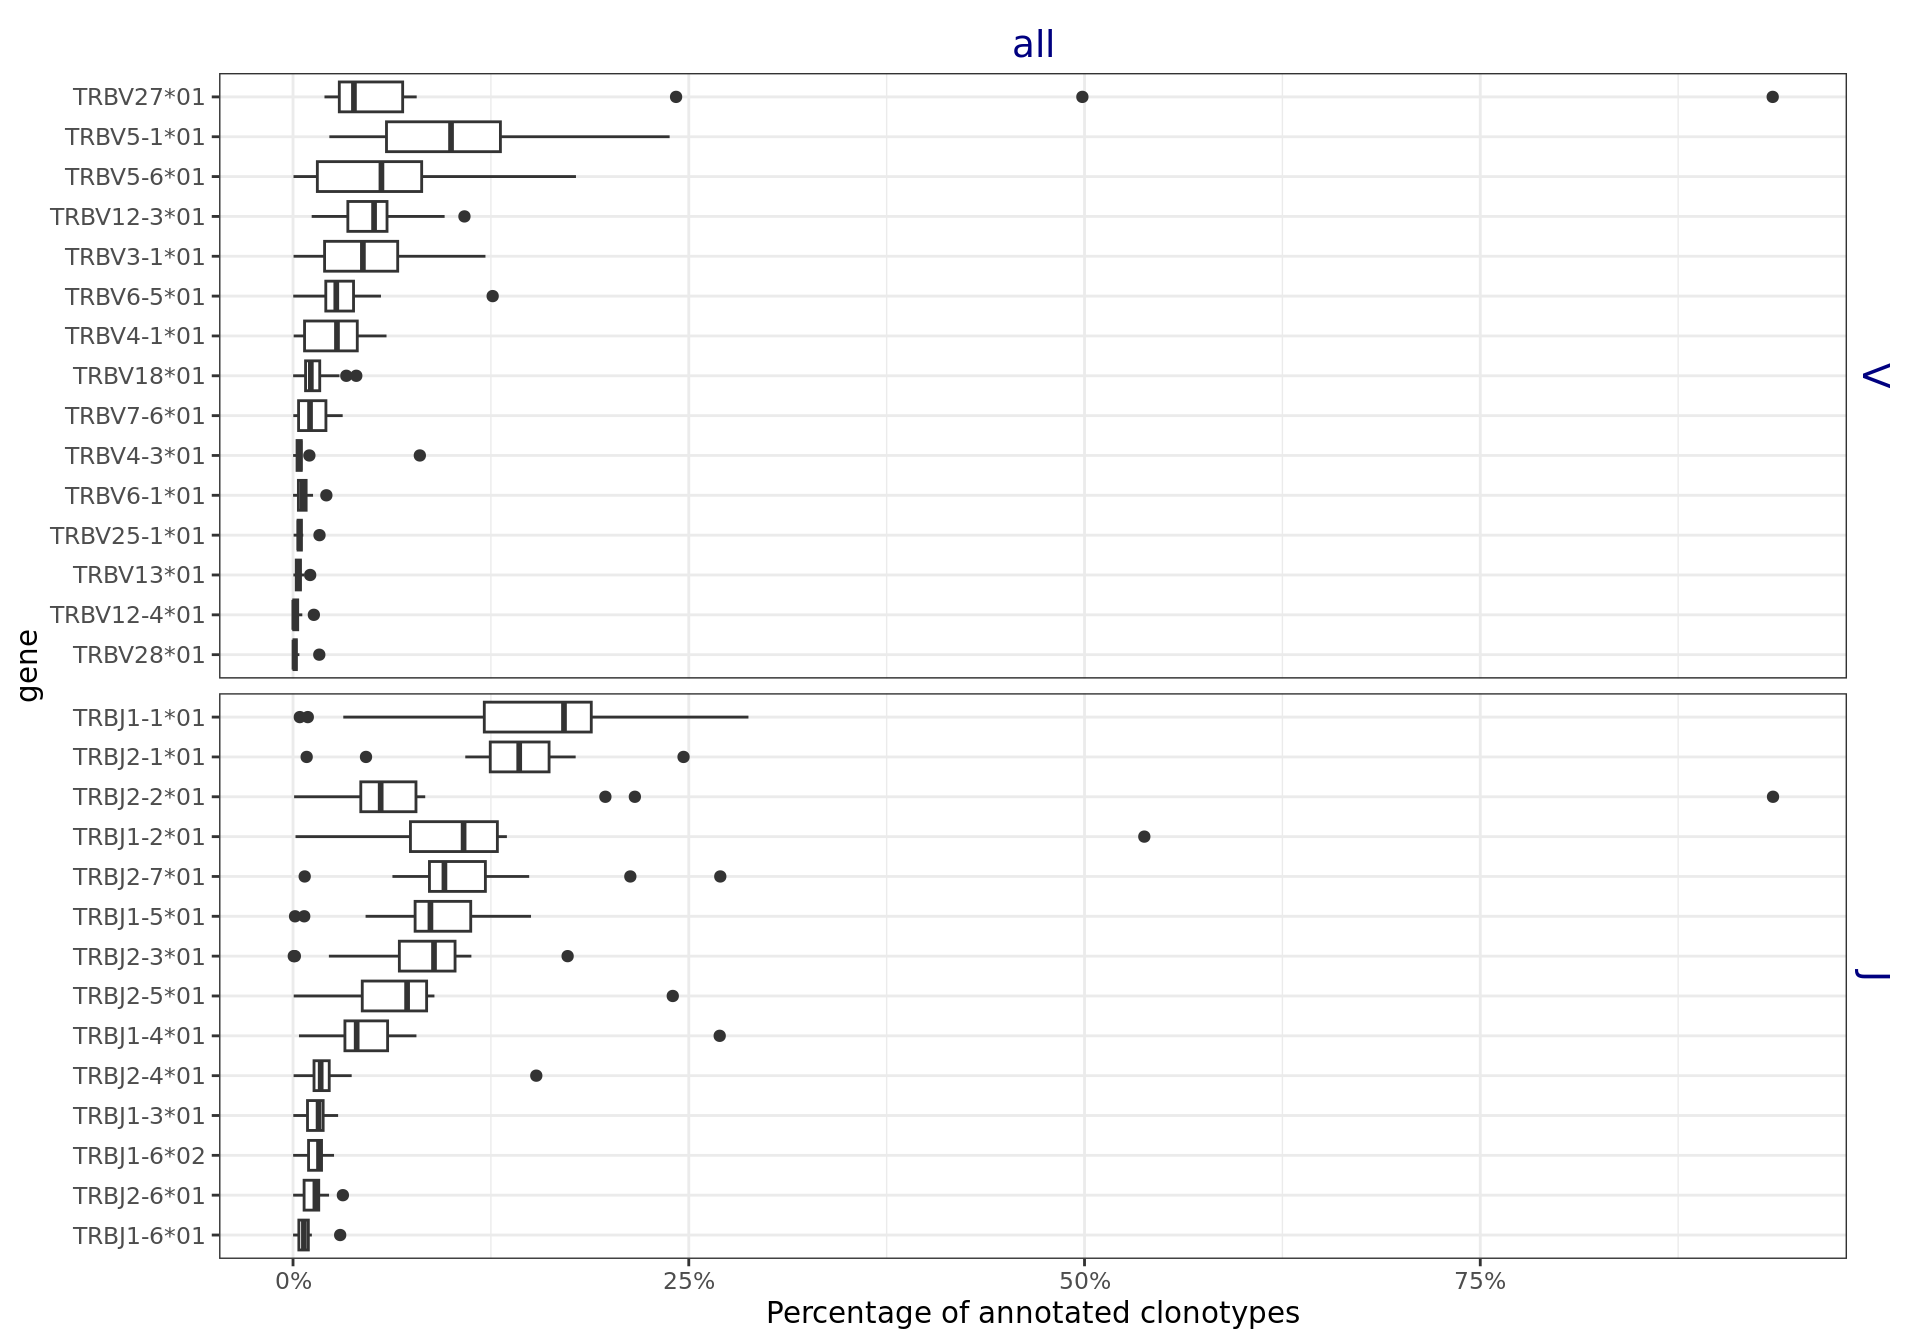 all
TRBV27*01
TRBV5-1*01
TRBV5-6*01
TRBV12-3*01
TRBV3-1*01
TRBV6-5*01
TRBV4-1*01
TRBV18*01
TRBV7-6*01
TRBV4-3*01
TRBV6-1*01
TRBV25-1*01
TRBV13*01
TRBV12-4*01
TRBV28*01
V
gene
TRBJ1-1*01
TRBJ2-1*01
TRBJ2-2*01
TRBJ1-2*01
TRBJ2-7*01
TRBJ1-5*01
TRBJ2-3*01
TRBJ2-5*01
TRBJ1-4*01
TRBJ2-4*01
TRBJ1-3*01
TRBJ1-6*02
TRBJ2-6*01
TRBJ1-6*01
J
0% 25% 50% 75%
Percentage of annotated clonotypes